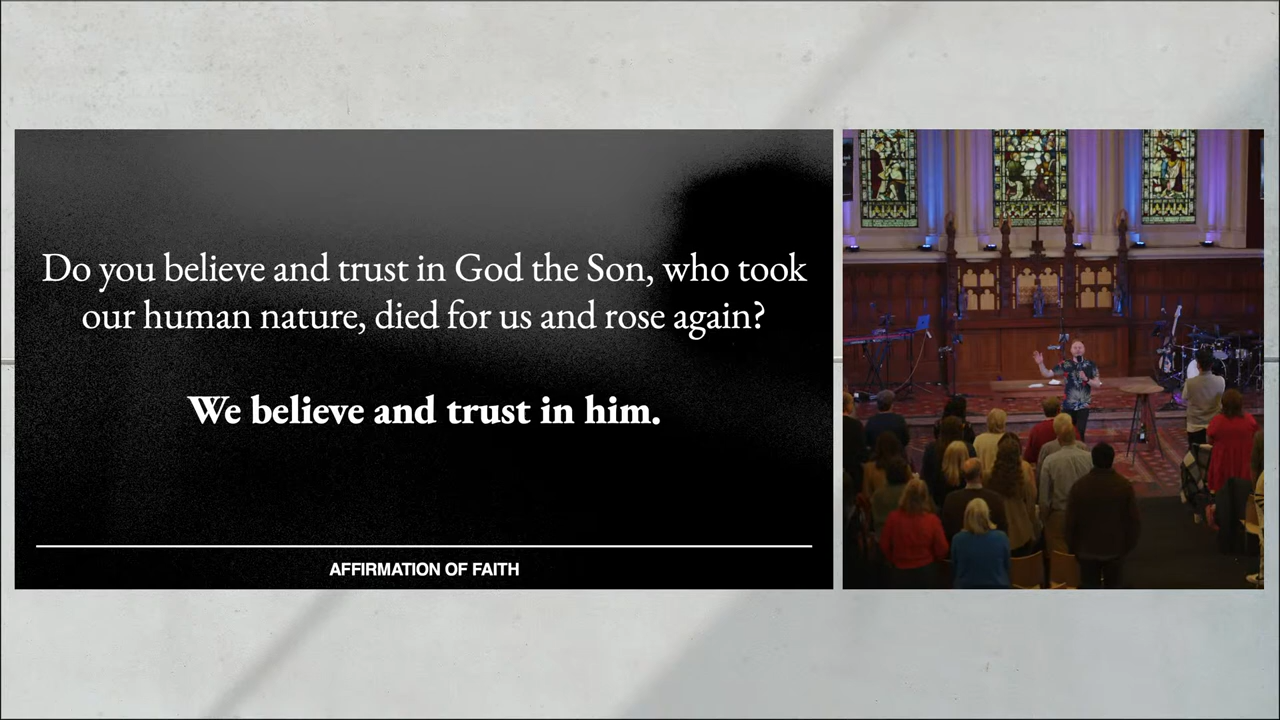 Do you believe and trust in God the Son, who took
our human nature, died for us and rose again?
We believe and trust in him.
AFFIRMATION OF FAITH